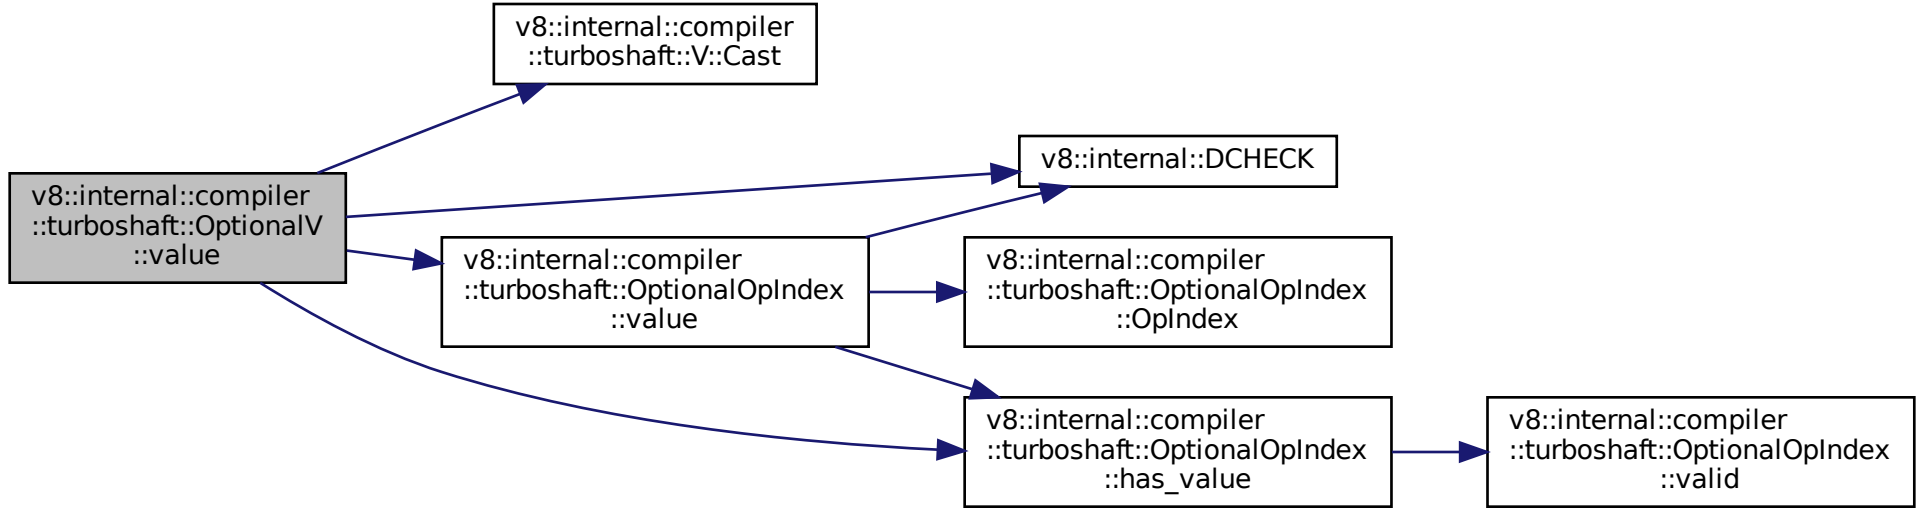 v8::internal::compiler
::turboshaft::V::Cast
v8::internal::DCHECK
v8::internal::compiler
::turboshaft::OptionalV
::value
v8::internal::compiler
::turboshaft::OptionalOpIndex
::value
v8::internal::compiler
::turboshaft::OptionalOpIndex
::OpIndex
v8::internal::compiler
::turboshaft::OptionalOpIndex
::has_value
v8::internal::compiler
::turboshaft::OptionalOpIndex
::valid